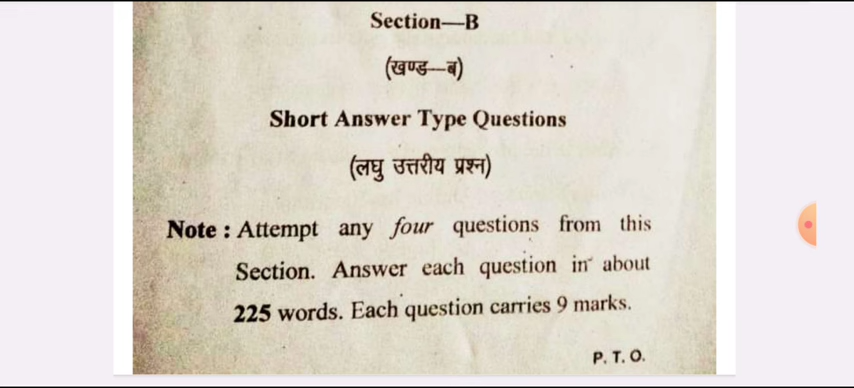 Section—B
(खण्ड—ब)
Short Answer Type Questions
(लघु उत्तरीय प्रश्न)
Note : Attempt any four questions from this
Section. Answer each question in about
225 words. Each question carries 9 marks.
P. T. O.